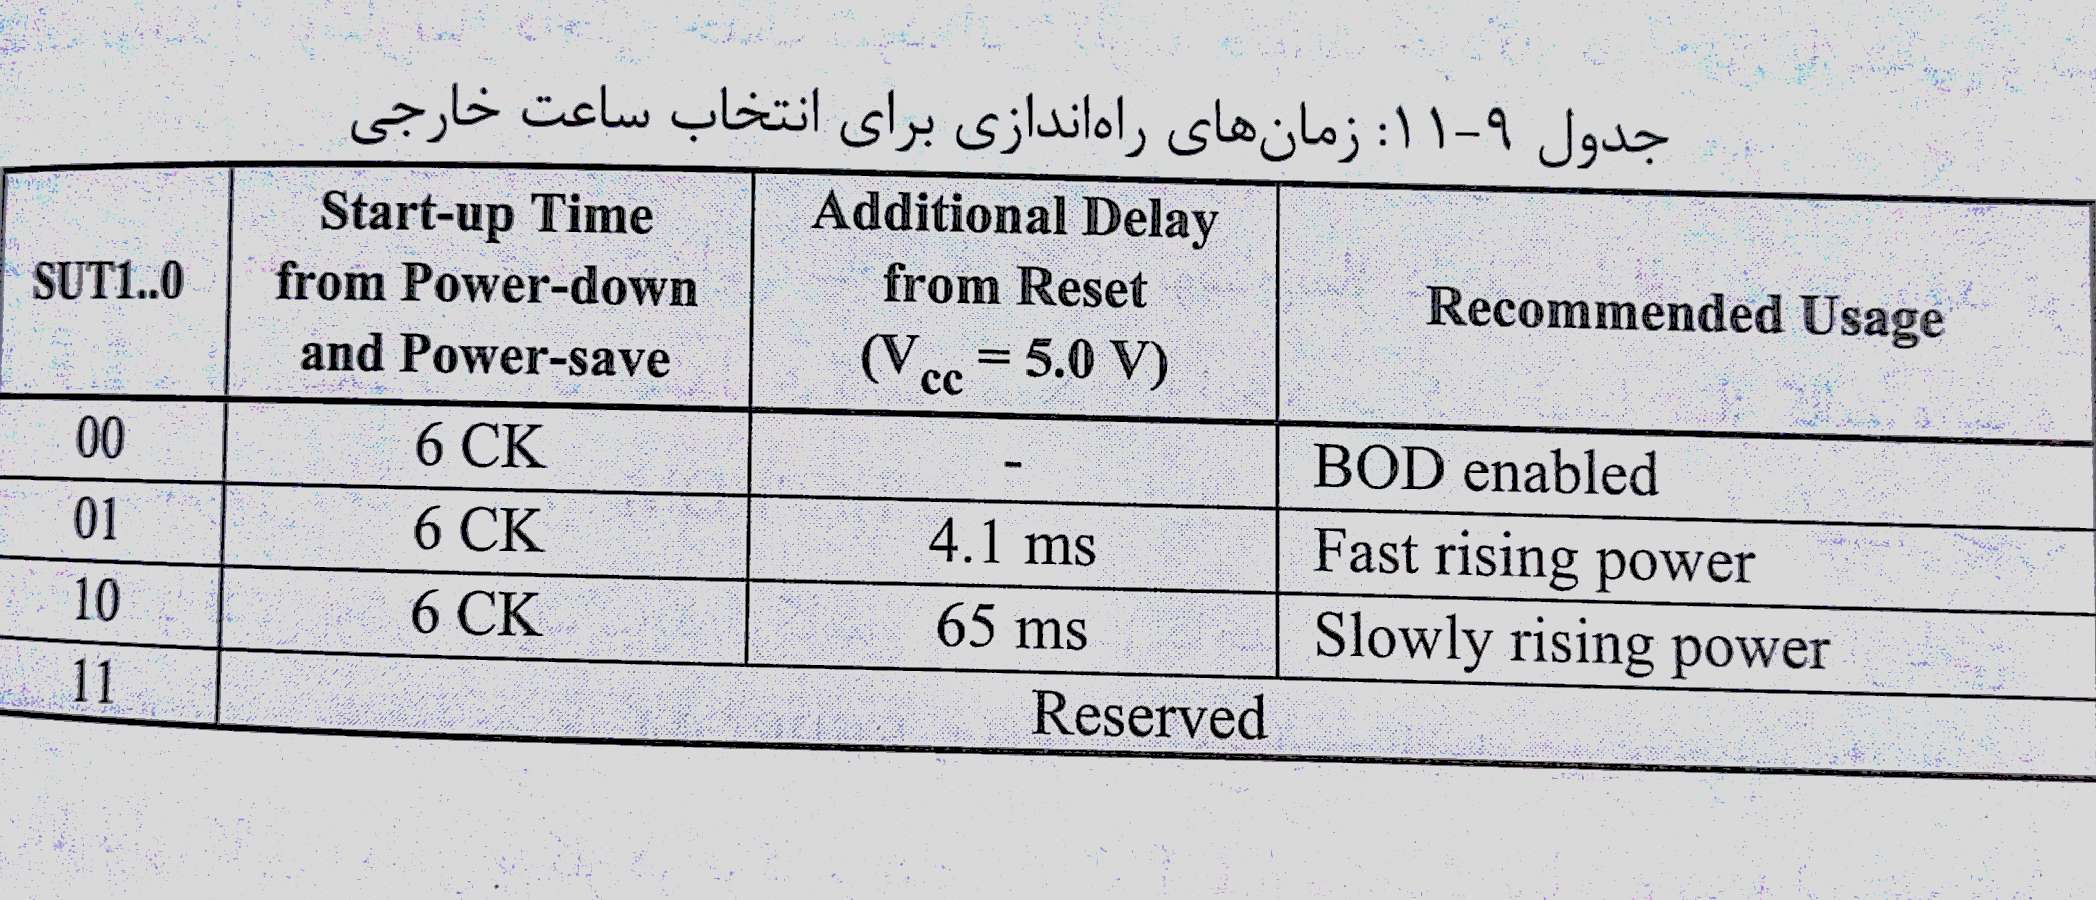 جدول ۹-۱۱: زمان‌های راه‌اندازی برای انتخاب ساعت خارجی
SUT1..0
Start-up Time
from Power-down
and Power-save
Additional Delay
from Reset
(Vcc = 5.0 V)
Recommended Usage
00
6 CK
-
BOD enabled
01
6 CK
4.1 ms
Fast rising power
10
6 CK
65 ms
Slowly rising power
11
Reserved